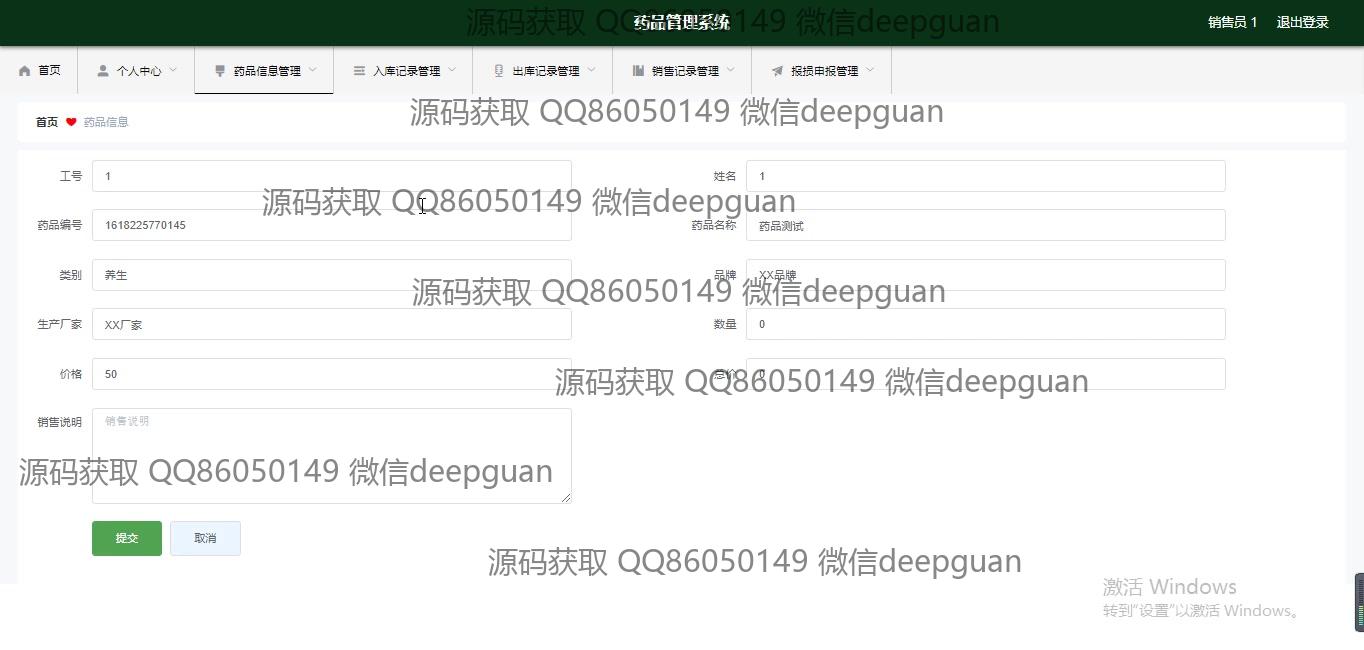 源码获取 QQ86050149 微信deepguan
药品管理系统
销售员 1 退出登录
首页 个人中心 药品信息管理 入库记录管理 出库记录管理 销售记录管理 报损申报管理
源码获取 QQ86050149 微信deepguan
首页 药品信息
工号 1 姓名 1
源码获取 QQ86050149 微信deepguan
药品编号 1618225770145 药品名称 药品测试
类别 养生 品牌 XX品牌
源码获取 QQ86050149 微信deepguan
生产厂家 XX厂家 数量 0
价格 50 总价 0
源码获取 QQ86050149 微信deepguan
销售说明 销售说明
源码获取 QQ86050149 微信deepguan
提交 取消
源码获取 QQ86050149 微信deepguan
激活 Windows
转到"设置"以激活 Windows。